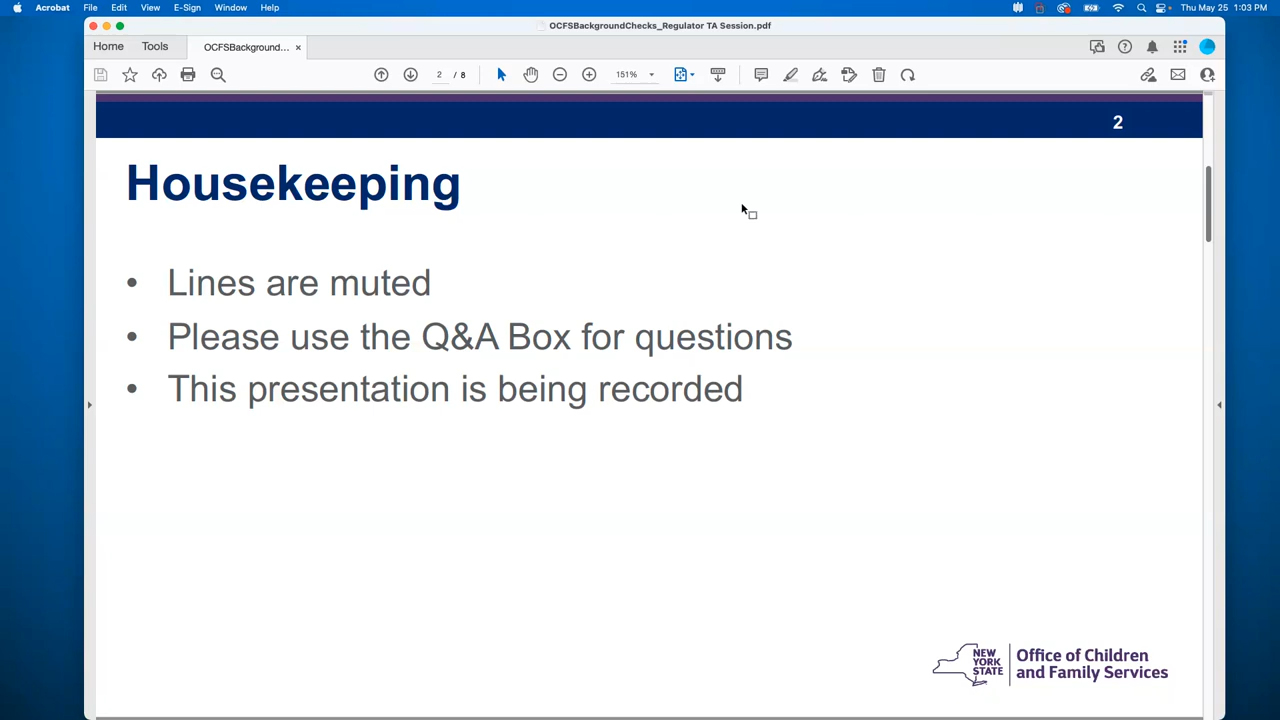 Acrobat File Edit View E-Sign Window Help Thu May 25 1:03 PM
OCFSBackgroundChecks_Regulator TA Session.pdf
Home Tools OCFSBackground... ×
2 / 8 151%
2
Housekeeping
• Lines are muted
• Please use the Q&A Box for questions
• This presentation is being recorded
NEW
YORK
STATE
Office of Children
and Family Services